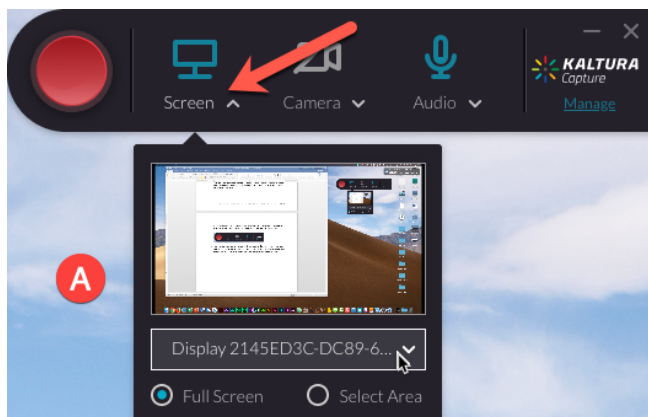 Screen Camera Audio
KALTURA
Capture
Manage
A
Display 2145ED3C-DC89-6...
Full Screen Select Area